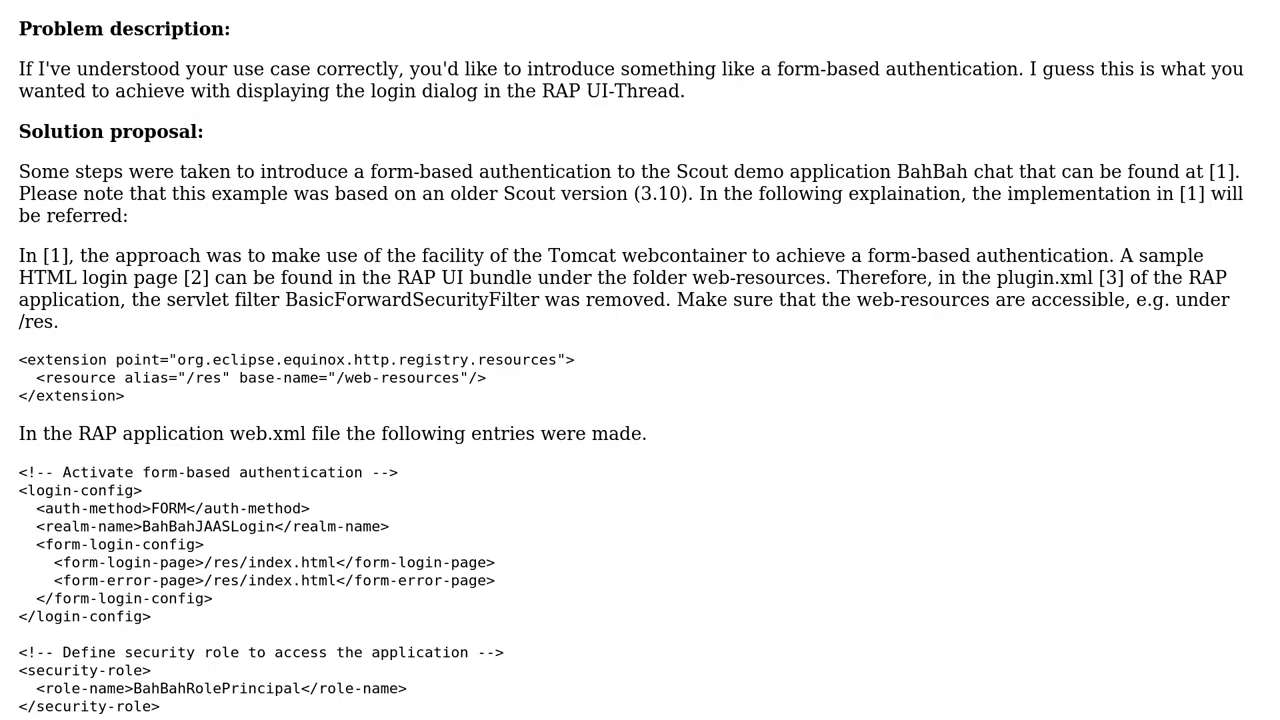 Problem description:
If I've understood your use case correctly, you'd like to introduce something like a form-based authentication. I guess this is what you
wanted to achieve with displaying the login dialog in the RAP UI-Thread.
Solution proposal:
Some steps were taken to introduce a form-based authentication to the Scout demo application BahBah chat that can be found at [1].
Please note that this example was based on an older Scout version (3.10). In the following explaination, the implementation in [1] will
be referred:
In [1], the approach was to make use of the facility of the Tomcat webcontainer to achieve a form-based authentication. A sample
HTML login page [2] can be found in the RAP UI bundle under the folder web-resources. Therefore, in the plugin.xml [3] of the RAP
application, the servlet filter BasicForwardSecurityFilter was removed. Make sure that the web-resources are accessible, e.g. under
/res.
<extension point="org.eclipse.equinox.http.registry.resources">
  <resource alias="/res" base-name="/web-resources"/>
</extension>
In the RAP application web.xml file the following entries were made.
<!-- Activate form-based authentication -->
<login-config>
  <auth-method>FORM</auth-method>
  <realm-name>BahBahJAASLogin</realm-name>
  <form-login-config>
    <form-login-page>/res/index.html</form-login-page>
    <form-error-page>/res/index.html</form-error-page>
  </form-login-config>
</login-config>
<!-- Define security role to access the application -->
<security-role>
  <role-name>BahBahRolePrincipal</role-name>
</security-role>